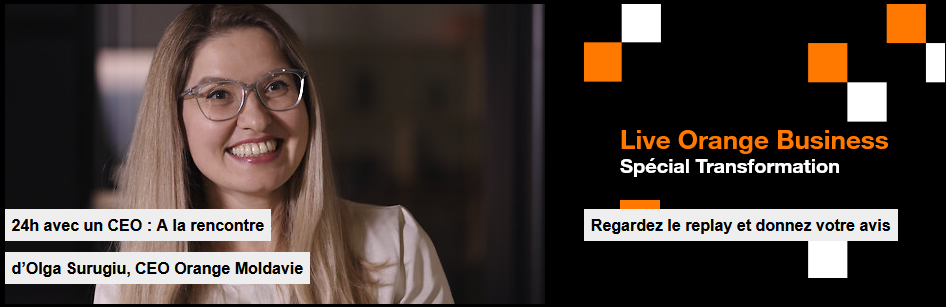 24h avec un CEO : A la rencontre
d’Olga Surugiu, CEO Orange Moldavie
Live Orange Business
Spécial Transformation
Regardez le replay et donnez votre avis